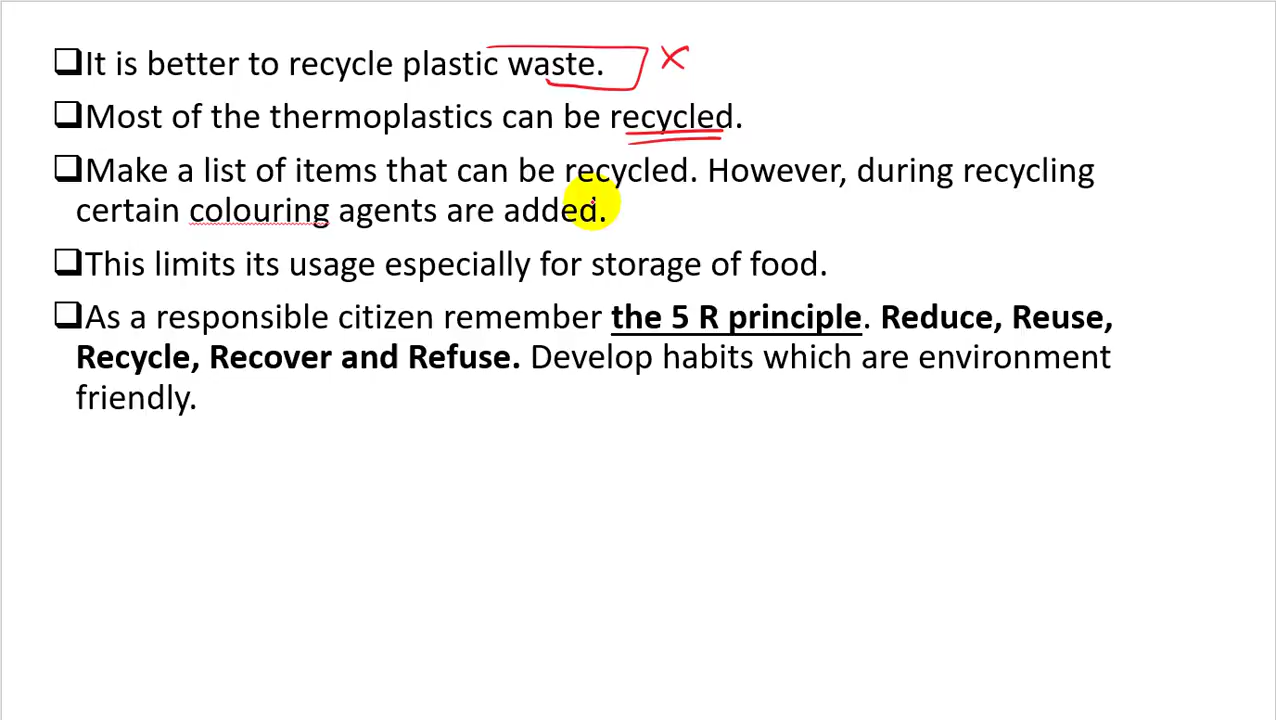 ❑It is better to recycle plastic waste. X
❑Most of the thermoplastics can be recycled.
❑Make a list of items that can be recycled. However, during recycling
certain colouring agents are added.
❑This limits its usage especially for storage of food.
❑As a responsible citizen remember the 5 R principle. Reduce, Reuse,
Recycle, Recover and Refuse. Develop habits which are environment
friendly.